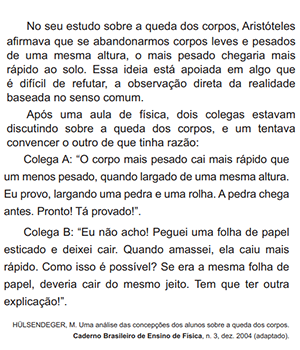 No seu estudo sobre a queda dos corpos, Aristóteles
afirmava que se abandonarmos corpos leves e pesados
de uma mesma altura, o mais pesado chegaria mais
rápido ao solo. Essa ideia está apoiada em algo que
é difícil de refutar, a observação direta da realidade
baseada no senso comum.
Após uma aula de física, dois colegas estavam
discutindo sobre a queda dos corpos, e um tentava
convencer o outro de que tinha razão:
Colega A: “O corpo mais pesado cai mais rápido que
um menos pesado, quando largado de uma mesma altura.
Eu provo, largando uma pedra e uma rolha. A pedra chega
antes. Pronto! Tá provado!”.
Colega B: “Eu não acho! Peguei uma folha de papel
esticado e deixei cair. Quando amassei, ela caiu mais
rápido. Como isso é possível? Se era a mesma folha de
papel, deveria cair do mesmo jeito. Tem que ter outra
explicação!”.
HÜLSENDEGER, M. Uma análise das concepções dos alunos sobre a queda dos corpos.
Caderno Brasileiro de Ensino de Física, n. 3, dez. 2004 (adaptado).